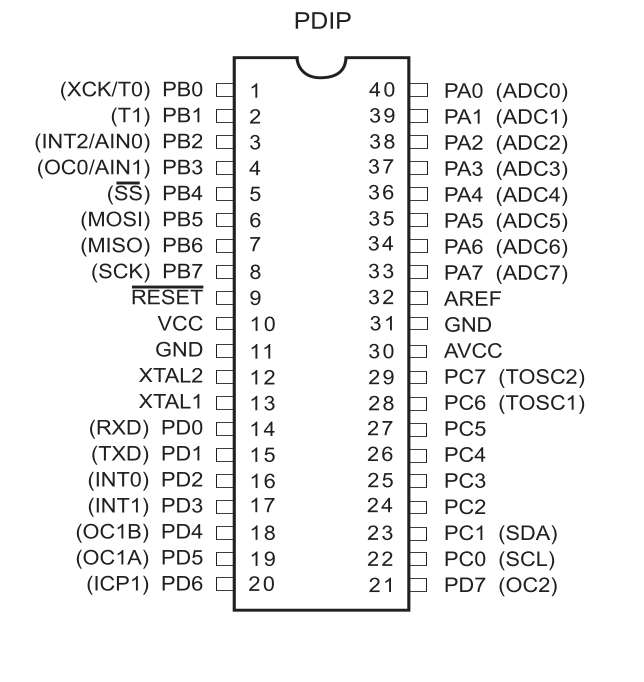 PDIP
(XCK/T0) PB0 1 40 PA0 (ADC0)
(T1) PB1 2 39 PA1 (ADC1)
(INT2/AIN0) PB2 3 38 PA2 (ADC2)
(OC0/AIN1) PB3 4 37 PA3 (ADC3)
(S̅S̅) PB4 5 36 PA4 (ADC4)
(MOSI) PB5 6 35 PA5 (ADC5)
(MISO) PB6 7 34 PA6 (ADC6)
(SCK) PB7 8 33 PA7 (ADC7)
R̅E̅S̅E̅T̅ 9 32 AREF
VCC 10 31 GND
GND 11 30 AVCC
XTAL2 12 29 PC7 (TOSC2)
XTAL1 13 28 PC6 (TOSC1)
(RXD) PD0 14 27 PC5
(TXD) PD1 15 26 PC4
(INT0) PD2 16 25 PC3
(INT1) PD3 17 24 PC2
(OC1B) PD4 18 23 PC1 (SDA)
(OC1A) PD5 19 22 PC0 (SCL)
(ICP1) PD6 20 21 PD7 (OC2)